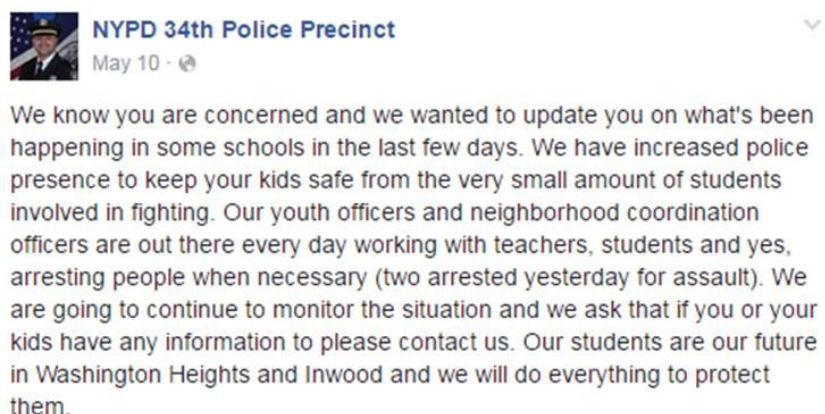 NYPD 34th Police Precinct
May 10 ·
We know you are concerned and we wanted to update you on what's been
happening in some schools in the last few days. We have increased police
presence to keep your kids safe from the very small amount of students
involved in fighting. Our youth officers and neighborhood coordination
officers are out there every day working with teachers, students and yes,
arresting people when necessary (two arrested yesterday for assault). We
are going to continue to monitor the situation and we ask that if you or your
kids have any information to please contact us. Our students are our future
in Washington Heights and Inwood and we will do everything to protect
them.